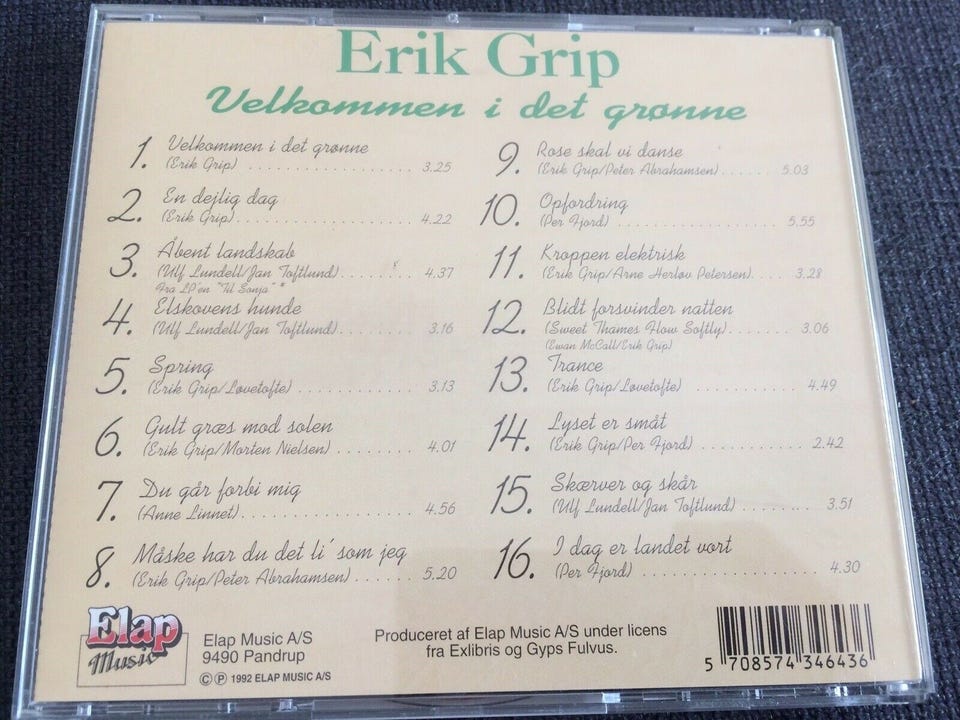 Erik Grip
Velkommen i det grønne
1. Velkommen i det grønne
(Erik Grip) . . . . . . . . . . . . . . . . . . 3.25
2. En dejlig dag
(Erik Grip). . . . . . . . . . . . . . . . . . . 4.22
3. Åbent landskab
(Ulf Lundell/Jan Toftlund). . . . . . . . 4.37
Fra LP'en "Til Sonja" *
4. Elskovens hunde
(Ulf Lundell/Jan Toftlund). . . . . . . . 3.16
5. Spring
(Erik Grip/Løvetofte) . . . . . . . . . . . . 3.13
6. Gult græs mod solen
(Erik Grip/Morten Nielsen) . . . . . . . . 4.01
7. Du går forbi mig
(Anne Linnet). . . . . . . . . . . . . . . . . 4.56
8. Måske har du det li´ som jeg
(Erik Grip/Peter Abrahamsen) . . . . . . 5.20
9. Rose skal vi danse
(Erik Grip/Peter Abrahamsen) . . . . . . 5.03
10. Opfordring
(Per Fjord) . . . . . . . . . . . . . . . . . . 5.55
11. Kroppen elektrisk
(Erik Grip/Arne Herløv Petersen). . . . 3.28
12. Blidt forsvinder natten
(Sweet Thames Flow Softly). . . . . . . 3.06
(Ewan McCall/Erik Grip)
13. Trance
(Erik Grip/Løvetofte) . . . . . . . . . . . 4.49
14. Lyset er småt
(Erik Grip/Per Fjord) . . . . . . . . . . . 2.42
15. Skærver og skår
(Ulf Lundell/Jan Toftlund) . . . . . . . . 3.51
16. I dag er landet vort
(Per Fjord) . . . . . . . . . . . . . . . . . . 4.30
Elap
Music
Elap Music A/S
9490 Pandrup
© ℗ 1992 ELAP MUSIC A/S
Produceret af Elap Music A/S under licens
fra Exlibris og Gyps Fulvus.
5 708574 346436